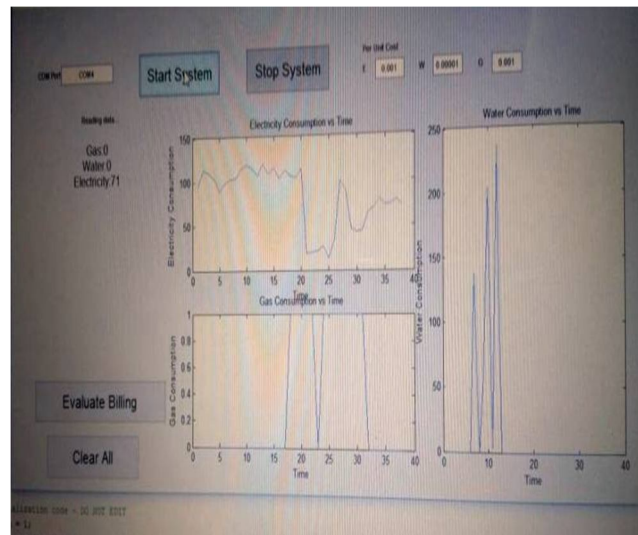 COM Port
COM4
Start System
Stop System
Per Unit Cost
E
0.001
W
0.00001
G
0.001
Reading data
Gas:0
Water:0
Electricity:71
Electricity Consumption vs Time
Electricity Consumption
150
100
50
0
0 5 10 15 20 25 30 35 40
Time
Gas Consumption vs Time
Gas Consumption
1
0.8
0.6
0.4
0.2
0
0 5 10 15 20 25 30 35 40
Time
Water Consumption vs Time
Water Consumption
250
200
150
100
50
0
0 10 20 30 40
Time
Evaluate Billing
Clear All
alization code - DO NOT EDIT
= 1;